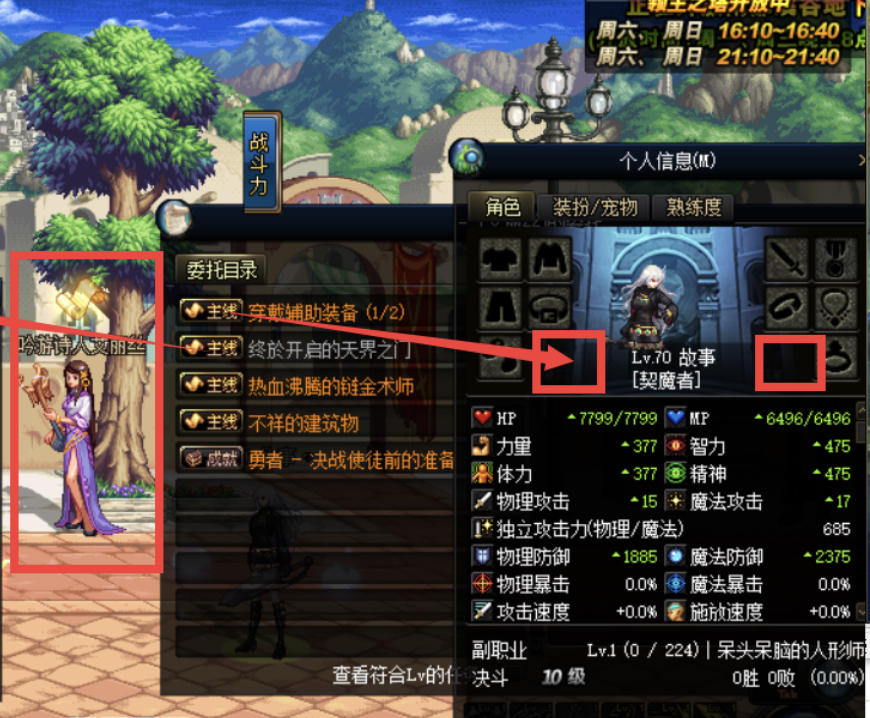 周六、 周日 16:10~16:40
周六、 周日 21:10~21:40
战斗力
个人信息(M)
角色
装扮/宠物
熟练度
委托目录
主线 穿戴辅助装备 (1/2)
主线 终於开启的天界之门
主线 热血沸腾的链金术师
主线 不祥的建筑物
成就 勇者 - 决战使徒前的准备
吟游诗人艾丽丝
Lv.70 故事
[契魔者]
HP 7799/7799 MP 6496/6496
力量 377 智力 475
体力 377 精神 475
物理攻击 15 魔法攻击 17
独立攻击力(物理/魔法) 685
物理防御 1885 魔法防御 2375
物理暴击 0.0% 魔法暴击 0.0%
攻击速度 +0.0% 施放速度 +0.0%
副职业 Lv.1 (0 / 224) | 呆头呆脑的人形师
决斗 10 级 0胜 0败 (0.00%)
查看符合Lv的任